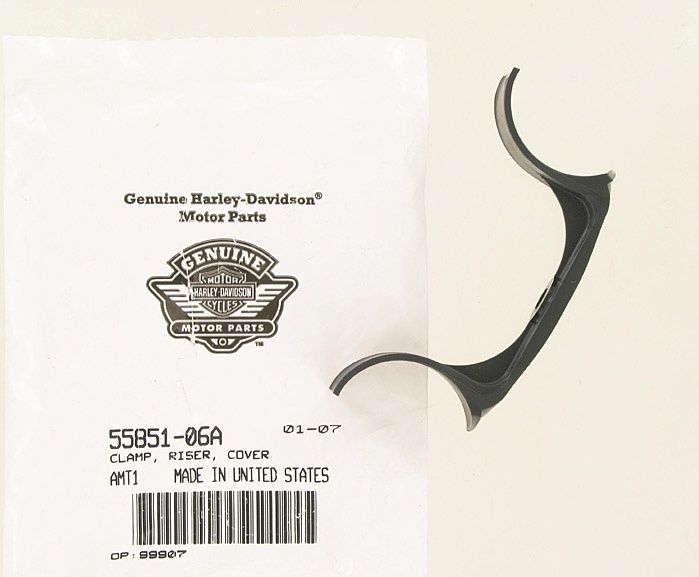 Genuine Harley-Davidson®
Motor Parts
GENUINE
MOTOR
HARLEY-DAVIDSON
CYCLES
MOTOR PARTS
TM
55851-06A 01-07
CLAMP, RISER, COVER
AMT1 MADE IN UNITED STATES
OP:99907